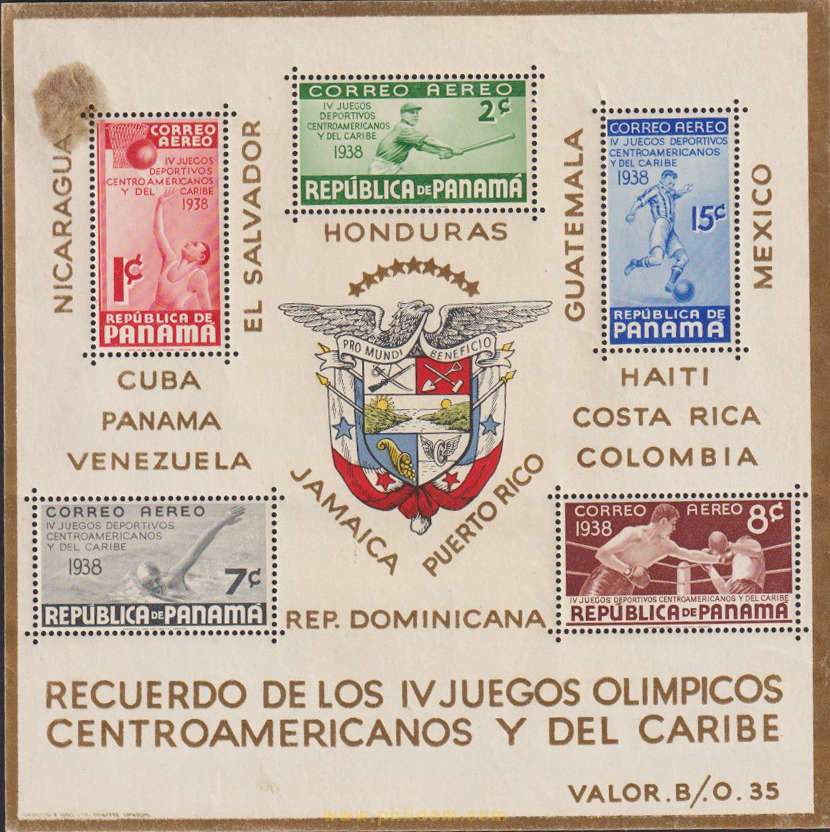 CORREO AEREO
2¢
IV JUEGOS
DEPORTIVOS
CENTROAMERICANOS
Y DEL CARIBE
1938
REPÚBLICA DE PANAMÁ
HONDURAS
NICARAGUA
CORREO
AEREO
IV JUEGOS
DEPORTIVOS
CENTROAMERICANOS
Y DEL CARIBE
1938
1¢
REPÚBLICA DE
PANAMÁ
EL SALVADOR
GUATEMALA
CORREO AEREO
IV JUEGOS DEPORTIVOS
CENTROAMERICANOS
Y DEL CARIBE
1938
15¢
REPÚBLICA DE
PANAMÁ
MEXICO
PRO MUNDI BENEFICIO
CUBA
PANAMA
VENEZUELA
HAITI
COSTA RICA
COLOMBIA
JAMAICA
PUERTO RICO
CORREO AEREO
IV JUEGOS DEPORTIVOS
CENTROAMERICANOS
Y DEL CARIBE
1938
7¢
REPÚBLICA DE PANAMÁ
REP. DOMINICANA
CORREO AEREO
8¢
1938
IV JUEGOS DEPORTIVOS CENTROAMERICANOS Y DEL CARIBE
REPÚBLICA DE PANAMÁ
RECUERDO DE LOS IV JUEGOS OLIMPICOS
CENTROAMERICANOS Y DEL CARIBE
VALOR.B/.O.35
www.phildom.com